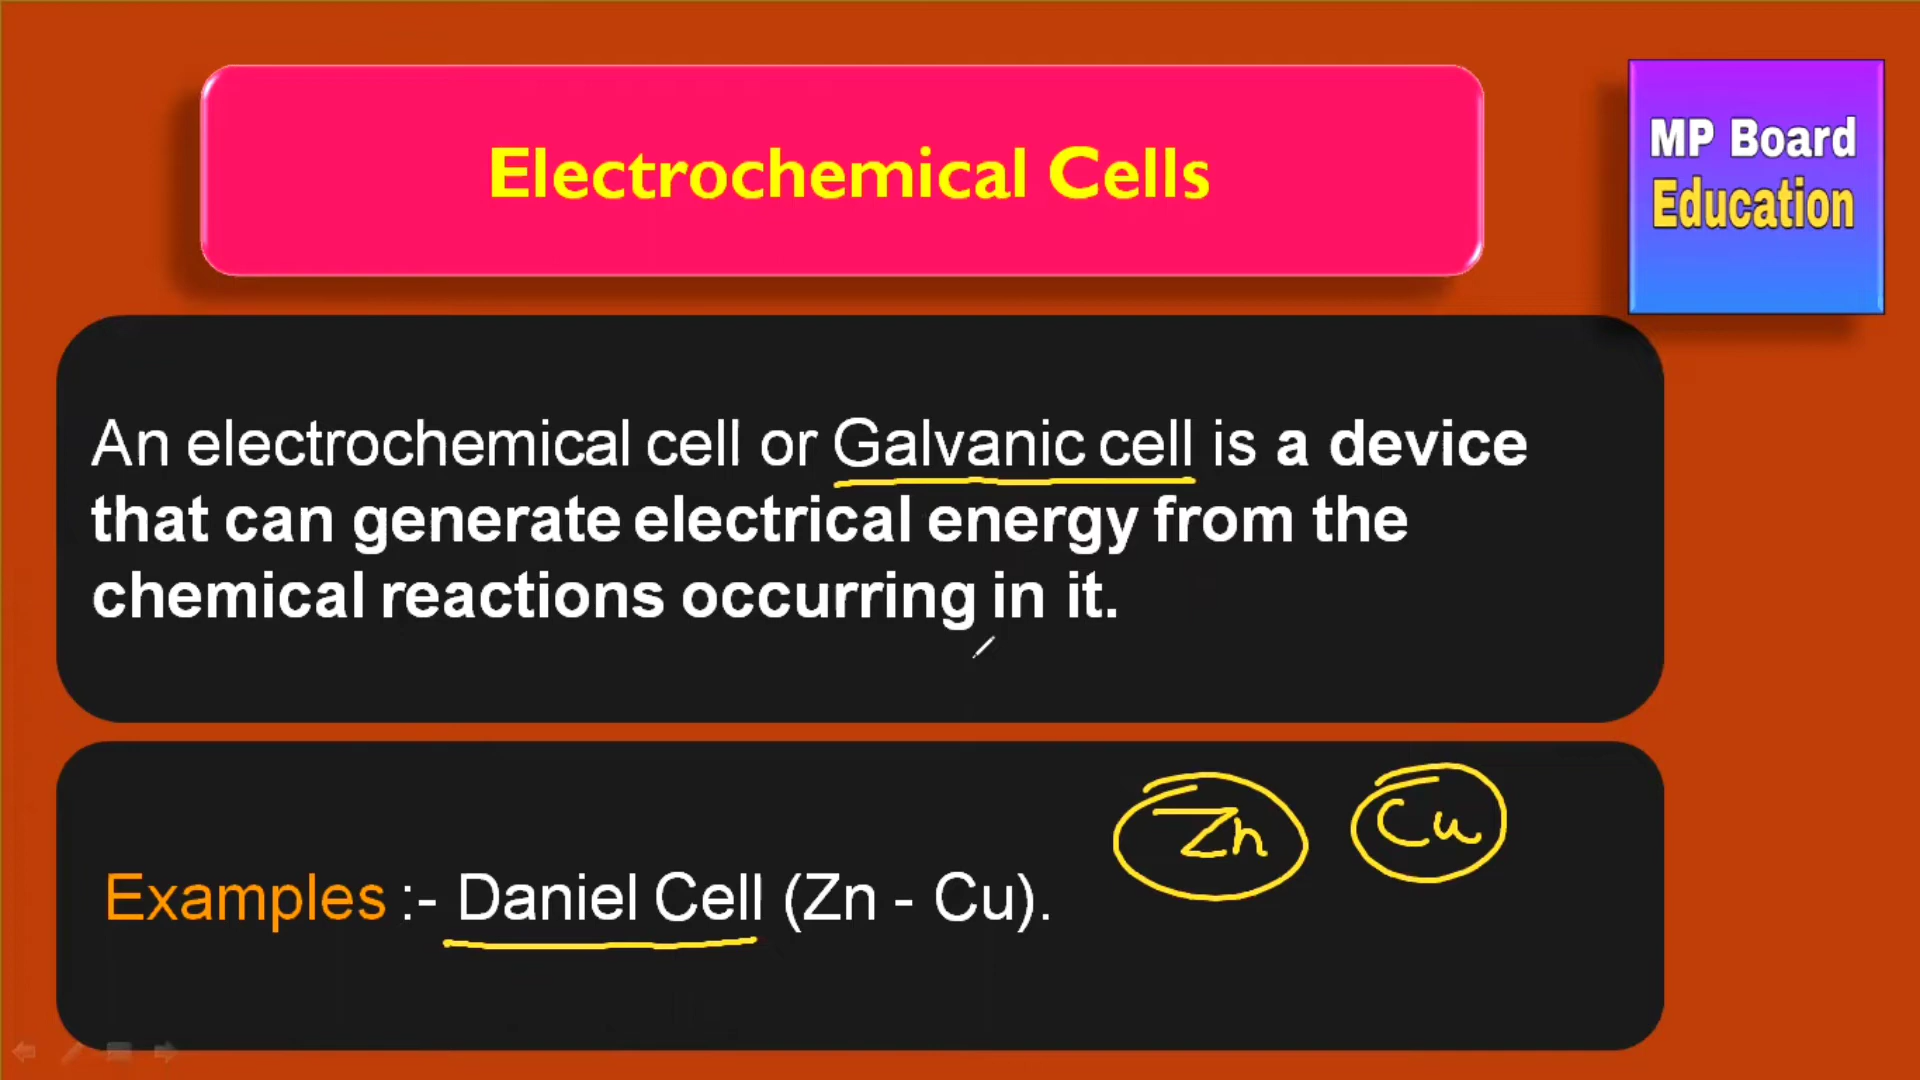 Electrochemical Cells
MP Board
Education
An electrochemical cell or Galvanic cell is a device
that can generate electrical energy from the
chemical reactions occurring in it.
Zn Cu
Examples :- Daniel Cell (Zn - Cu).